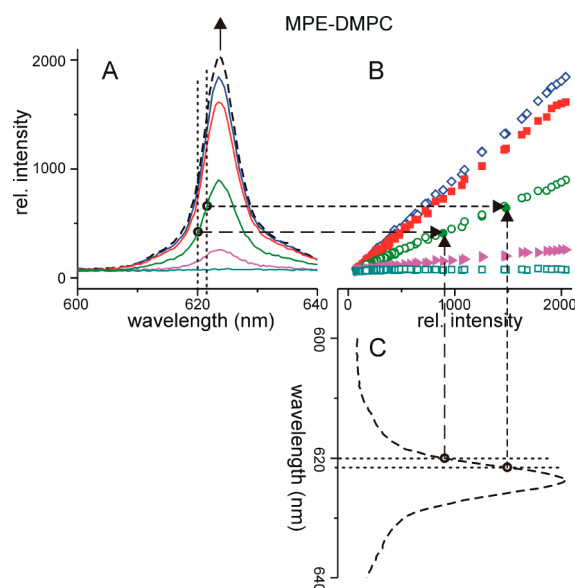 MPE-DMPC
A
B
2000
1000
0
rel. intensity
600
620
640
wavelength (nm)
0
1000
2000
rel. intensity
C
600
620
640
wavelength (nm)